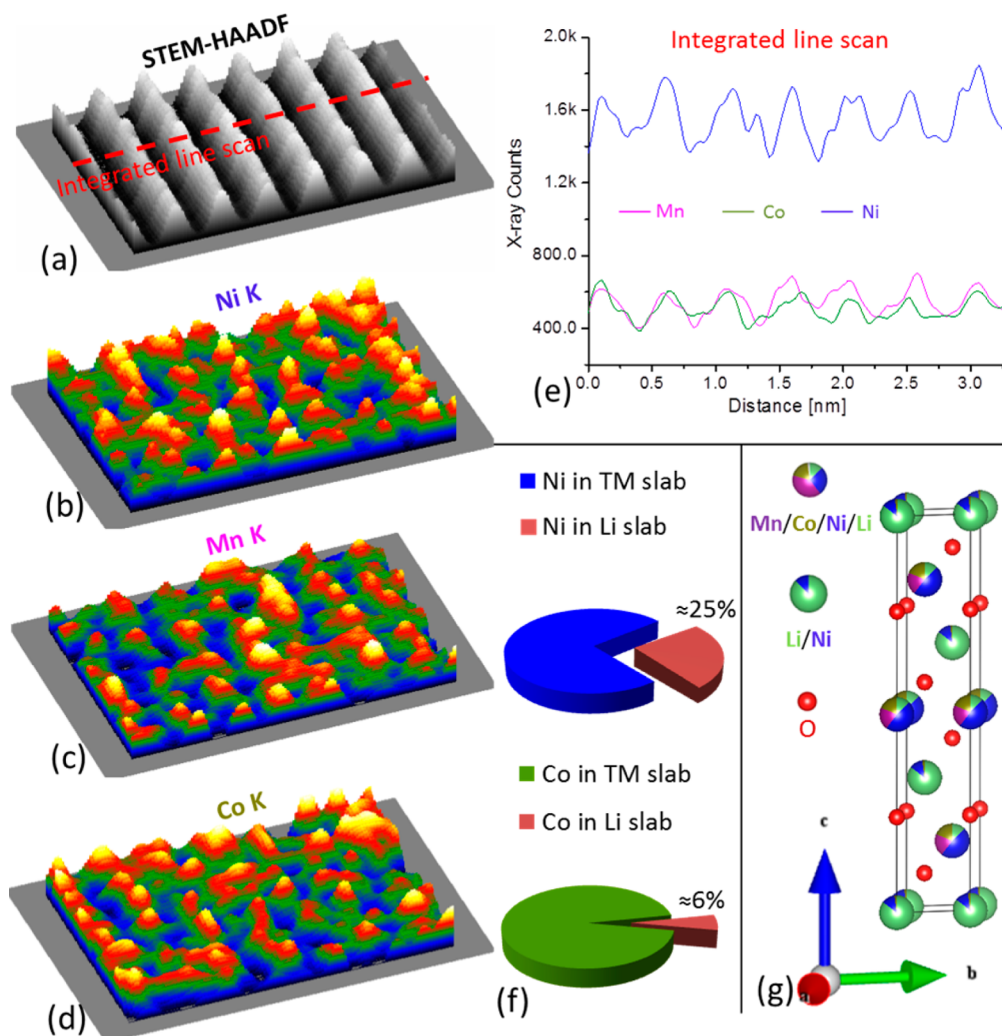 STEM-HAADF
Integrated line scan
(a)
Ni K
(b)
Mn K
(c)
Co K
(d)
Integrated line scan
2.0k
1.6k
1.2k
800.0
400.0
X-ray Counts
Mn Co Ni
0.0 0.5 1.0 1.5 2.0 2.5 3.0
Distance [nm]
(e)
Ni in TM slab
Ni in Li slab
≈25%
Co in TM slab
Co in Li slab
≈6%
(f)
Mn/Co/Ni/Li
Li/Ni
O
c
b
a
(g)